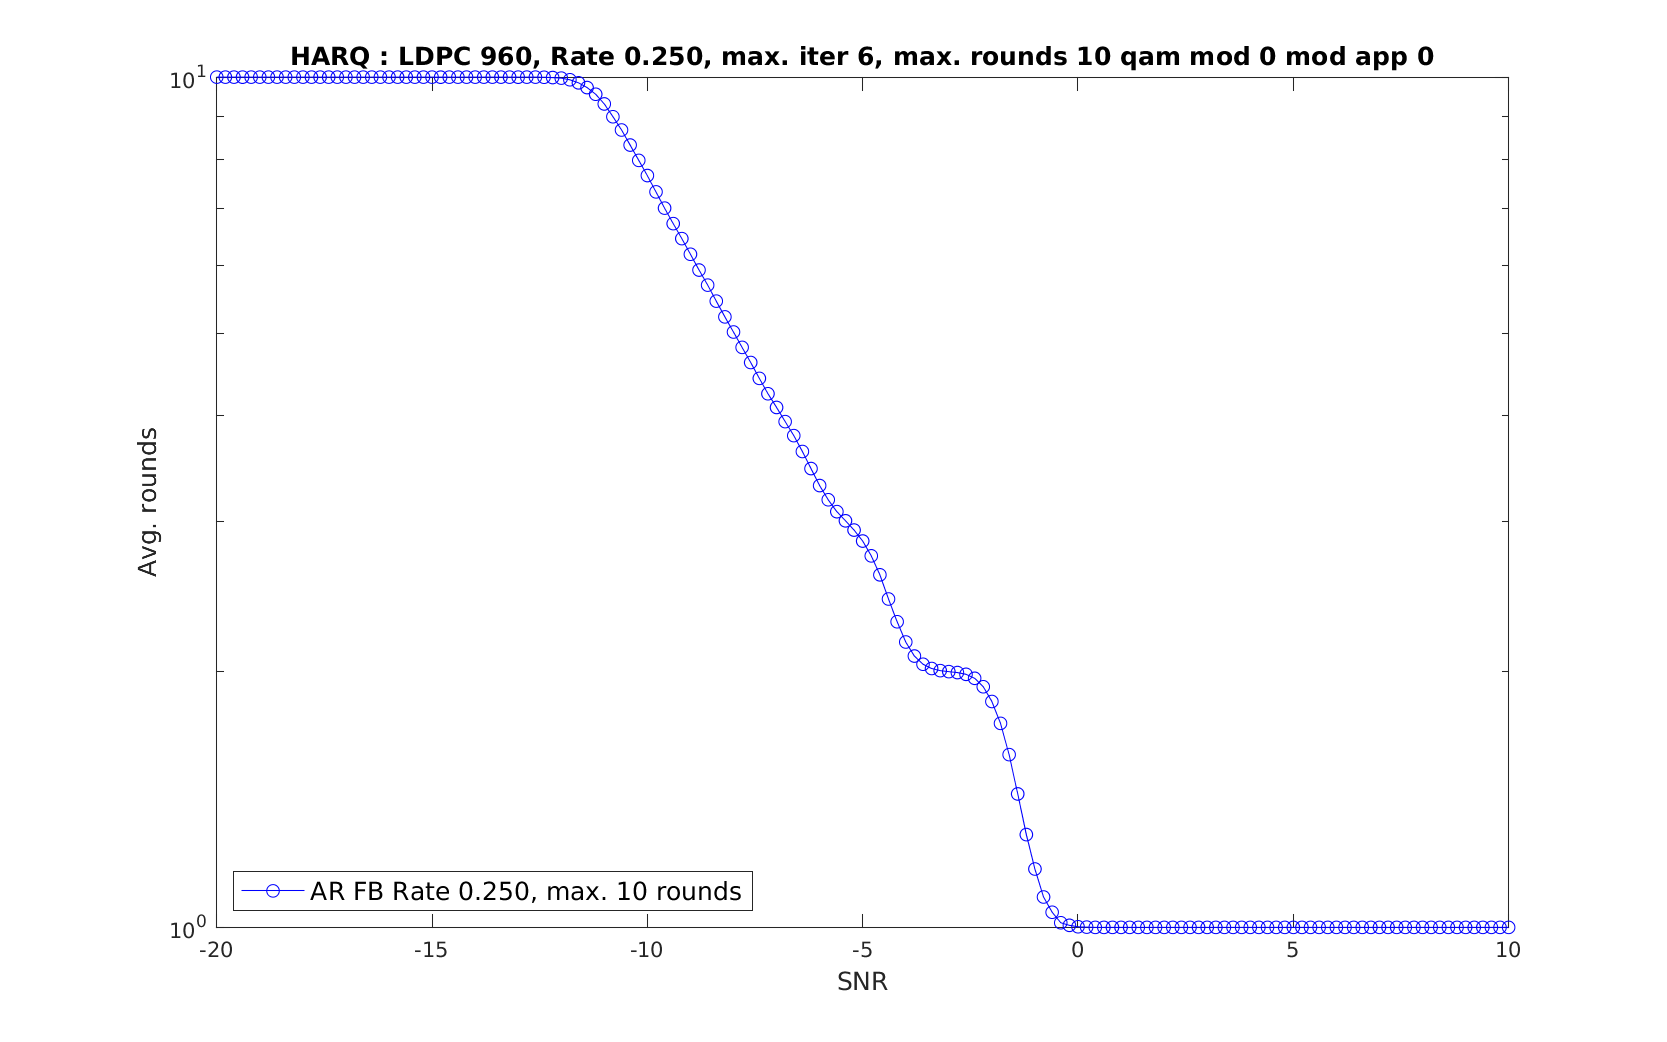 HARQ : LDPC 960, Rate 0.250, max. iter 6, max. rounds 10 qam mod 0 mod app 0
10^1
Avg. rounds
AR FB Rate 0.250, max. 10 rounds
10^0
-20 -15 -10 -5 0 5 10
SNR